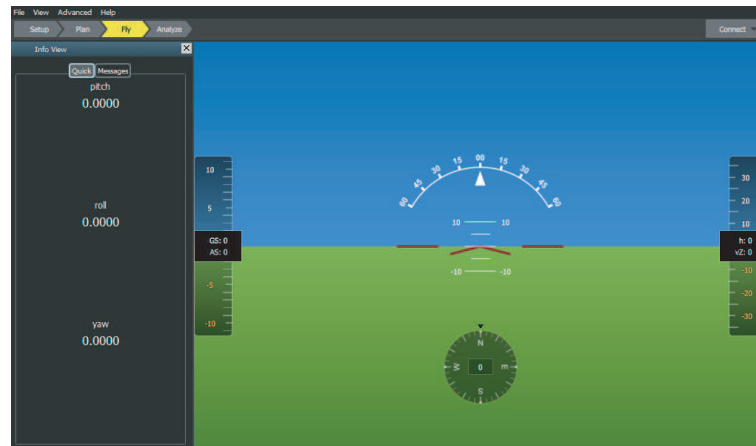 File View Advanced Help
Setup Plan Fly Analyze Connect
Info View
Quick Messages
pitch
0.0000
roll
0.0000
yaw
0.0000
60 45 30 15 00 15 30 45 60
10 10
-10 -10
10
5
GS: 0
AS: 0
-5
-10
30
20
10
h: 0
vZ: 0
-10
-20
-30
N
W 0 E
S